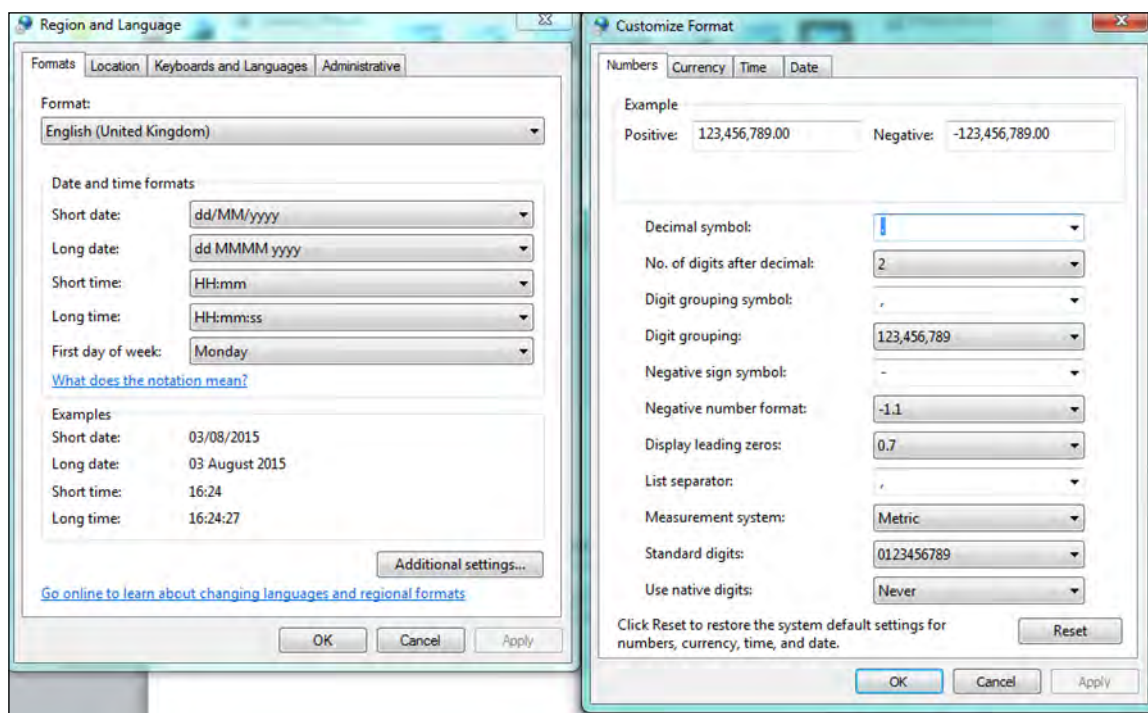 Region and Language
Formats Location Keyboards and Languages Administrative
Format:
English (United Kingdom)
Date and time formats
Short date: dd/MM/yyyy
Long date: dd MMMM yyyy
Short time: HH:mm
Long time: HH:mm:ss
First day of week: Monday
What does the notation mean?
Examples
Short date: 03/08/2015
Long date: 03 August 2015
Short time: 16:24
Long time: 16:24:27
Additional settings...
Go online to learn about changing languages and regional formats
OK Cancel Apply
Customize Format
Numbers Currency Time Date
Example
Positive: 123,456,789.00 Negative: -123,456,789.00
Decimal symbol: .
No. of digits after decimal: 2
Digit grouping symbol: ,
Digit grouping: 123,456,789
Negative sign symbol: -
Negative number format: -1.1
Display leading zeros: 0.7
List separator: ,
Measurement system: Metric
Standard digits: 0123456789
Use native digits: Never
Click Reset to restore the system default settings for
numbers, currency, time, and date.
Reset
OK Cancel Apply